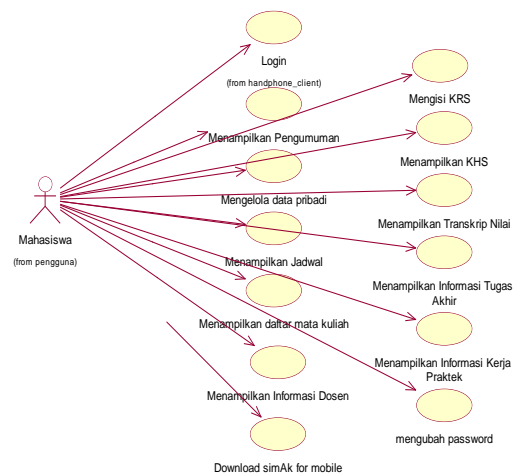 Login
(from handphone_client)
Mengisi KRS
Menampilkan Pengumuman
Menampilkan KHS
Mengelola data pribadi
Menampilkan Transkrip Nilai
Mahasiswa
(from pengguna)
Menampilkan Jadwal
Menampilkan Informasi Tugas
Akhir
Menampilkan daftar mata kuliah
Menampilkan Informasi Kerja
Praktek
Menampilkan Informasi Dosen
mengubah password
Download simAk for mobile